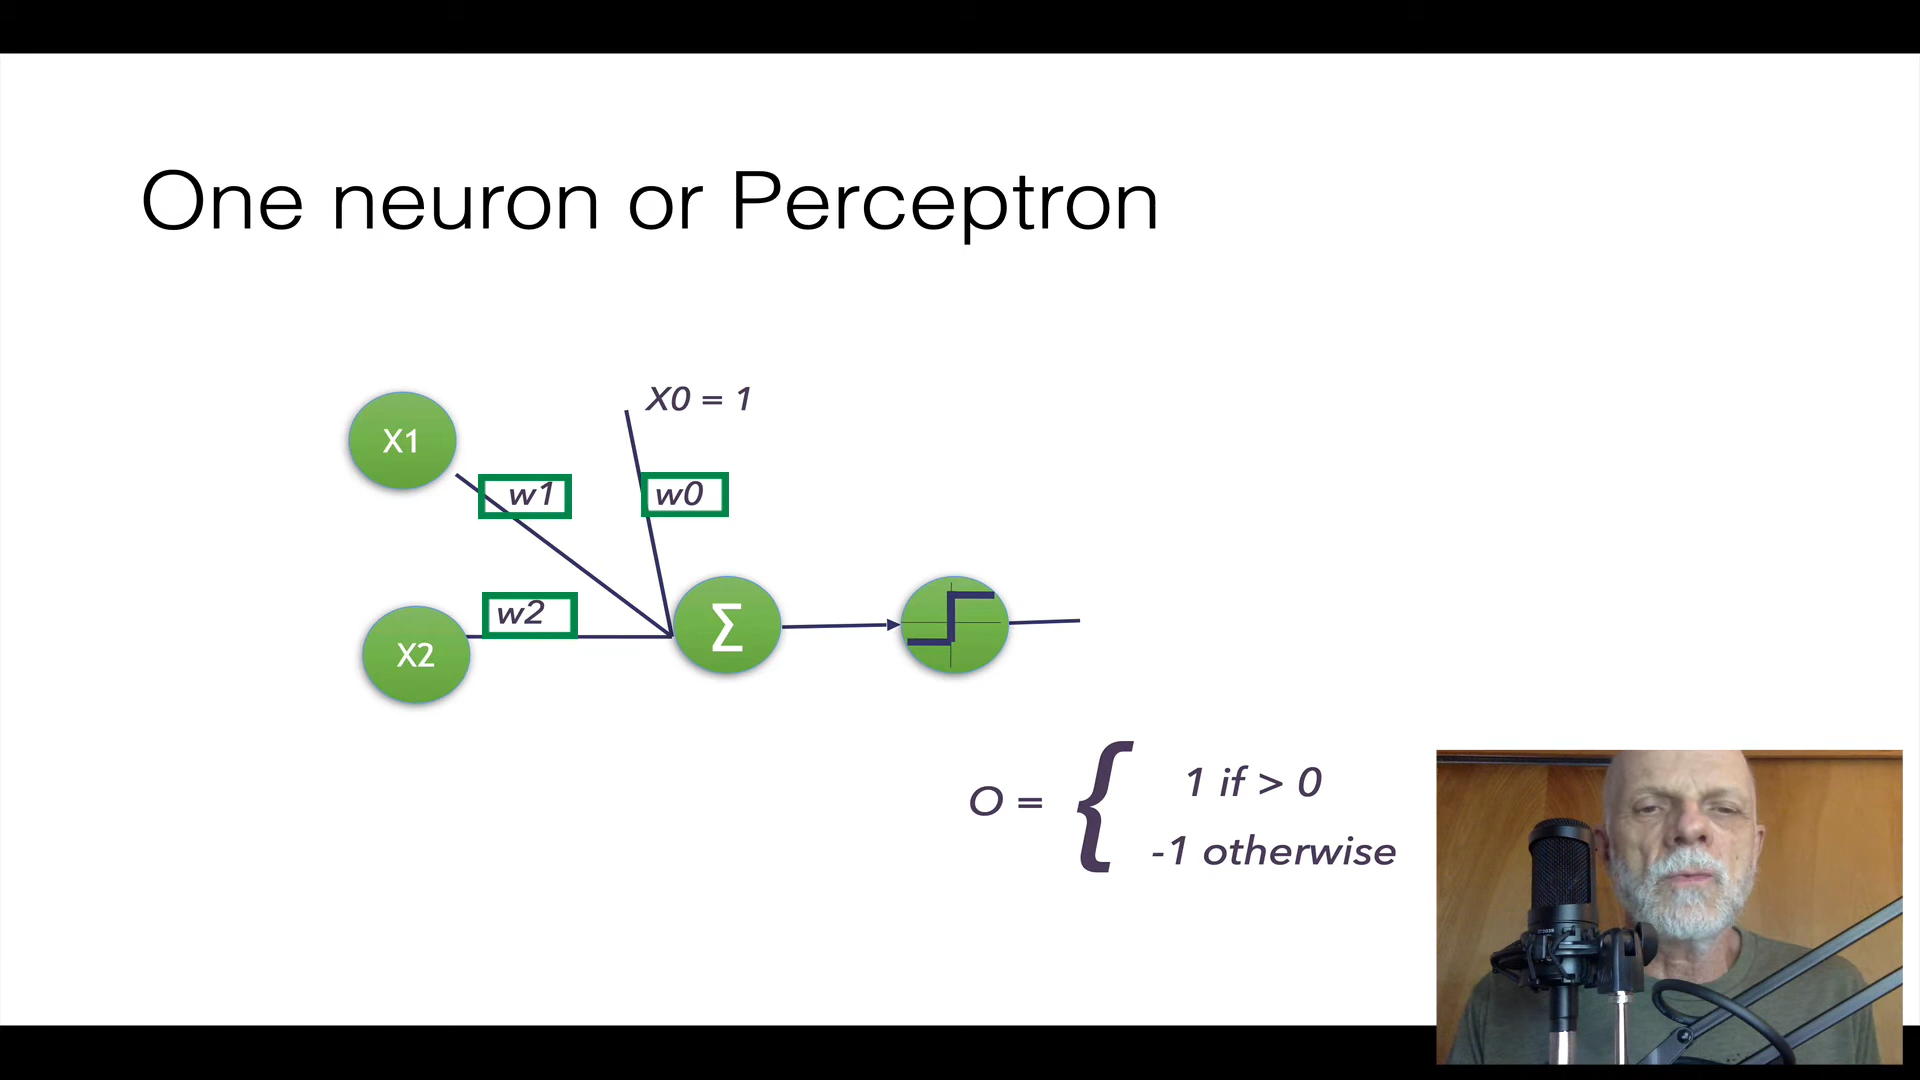 One neuron or Perceptron
X0 = 1
X1
w1
w0
w2
X2
Σ
O = {
1 if > 0
-1 otherwise